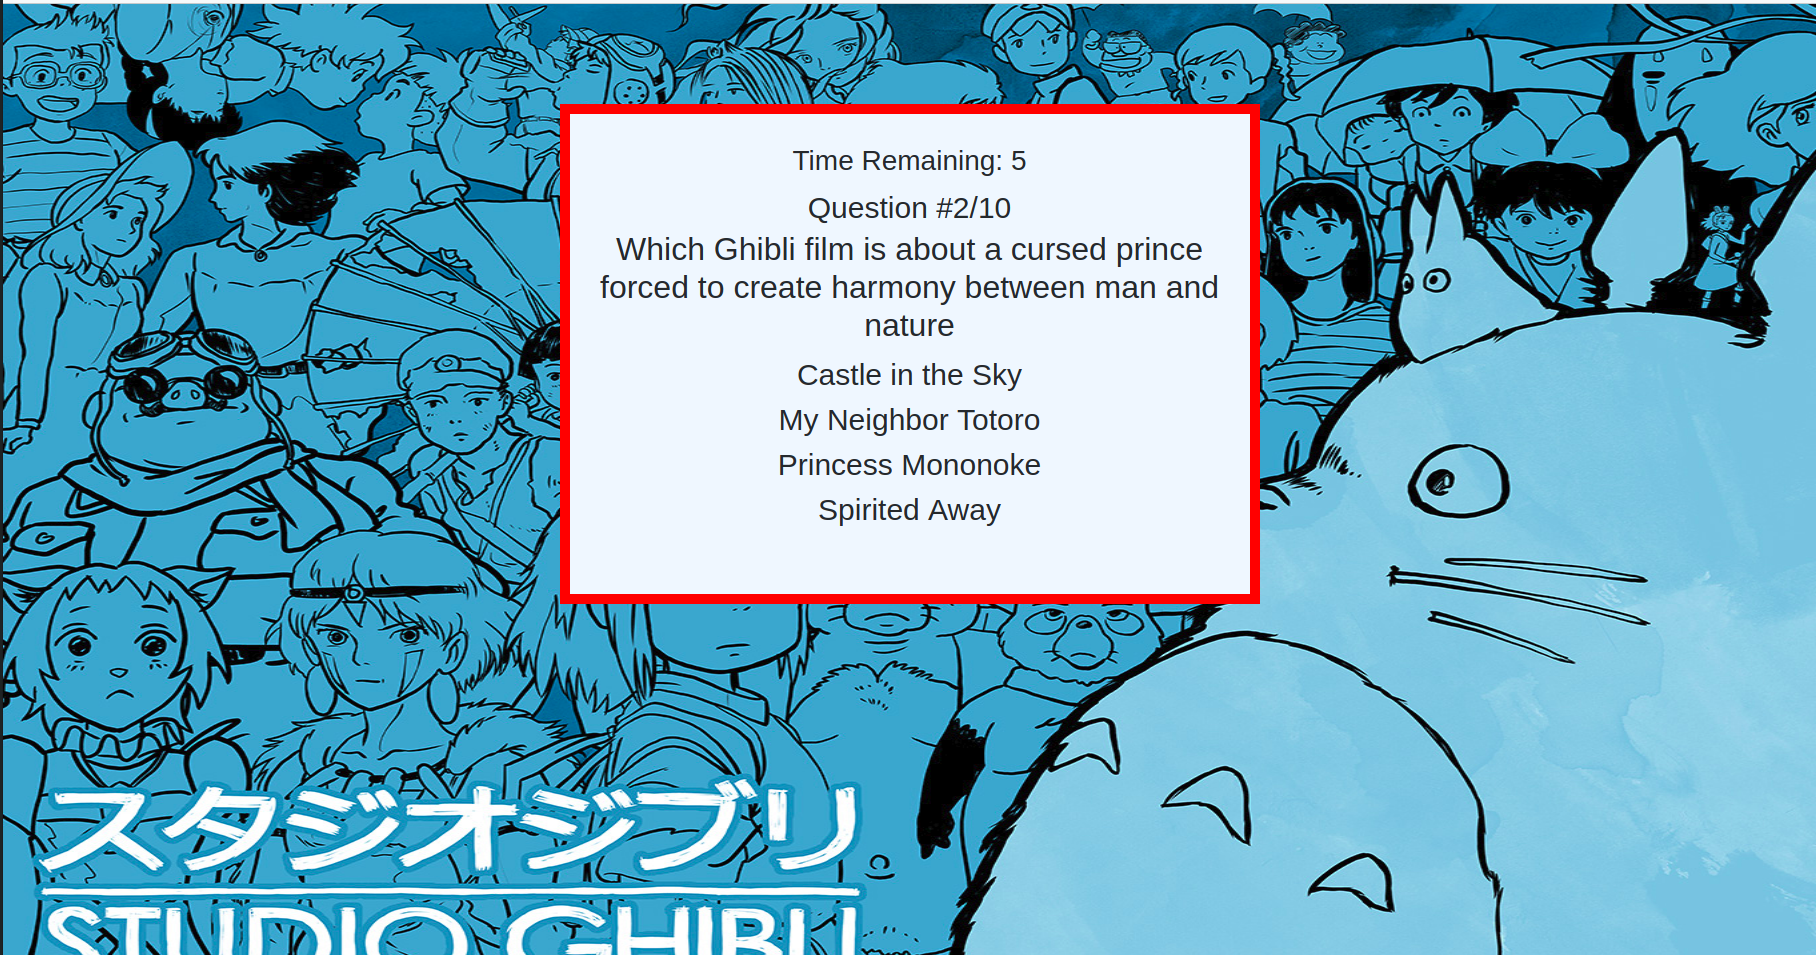 Time Remaining: 5
Question #2/10
Which Ghibli film is about a cursed prince
forced to create harmony between man and
nature
Castle in the Sky
My Neighbor Totoro
Princess Mononoke
Spirited Away
スタジオジブリ
STUDIO GHIBLI